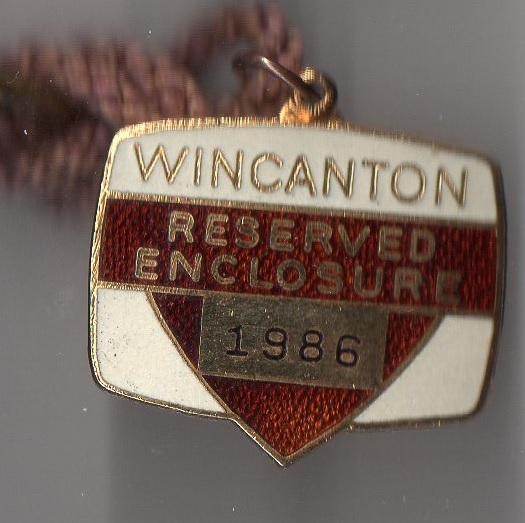 WINCANTON
RESERVED
ENCLOSURE
1986